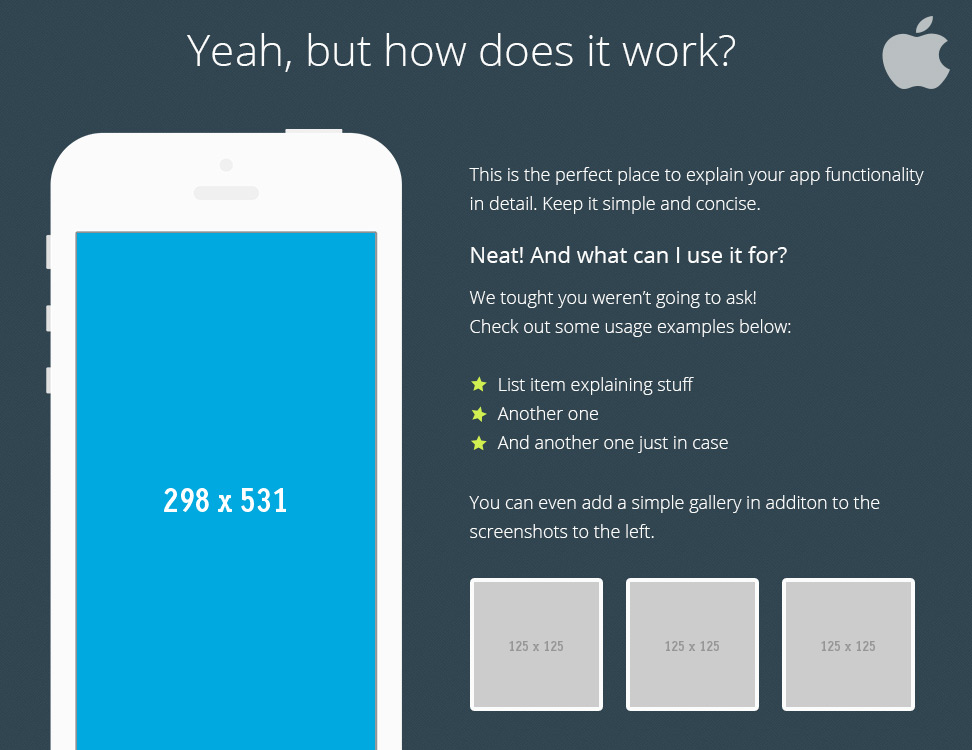 Yeah, but how does it work?
This is the perfect place to explain your app functionality
in detail. Keep it simple and concise.
Neat! And what can I use it for?
We tought you weren’t going to ask!
Check out some usage examples below:
List item explaining stuff
Another one
And another one just in case
298 x 531
You can even add a simple gallery in additon to the
screenshots to the left.
125 x 125
125 x 125
125 x 125